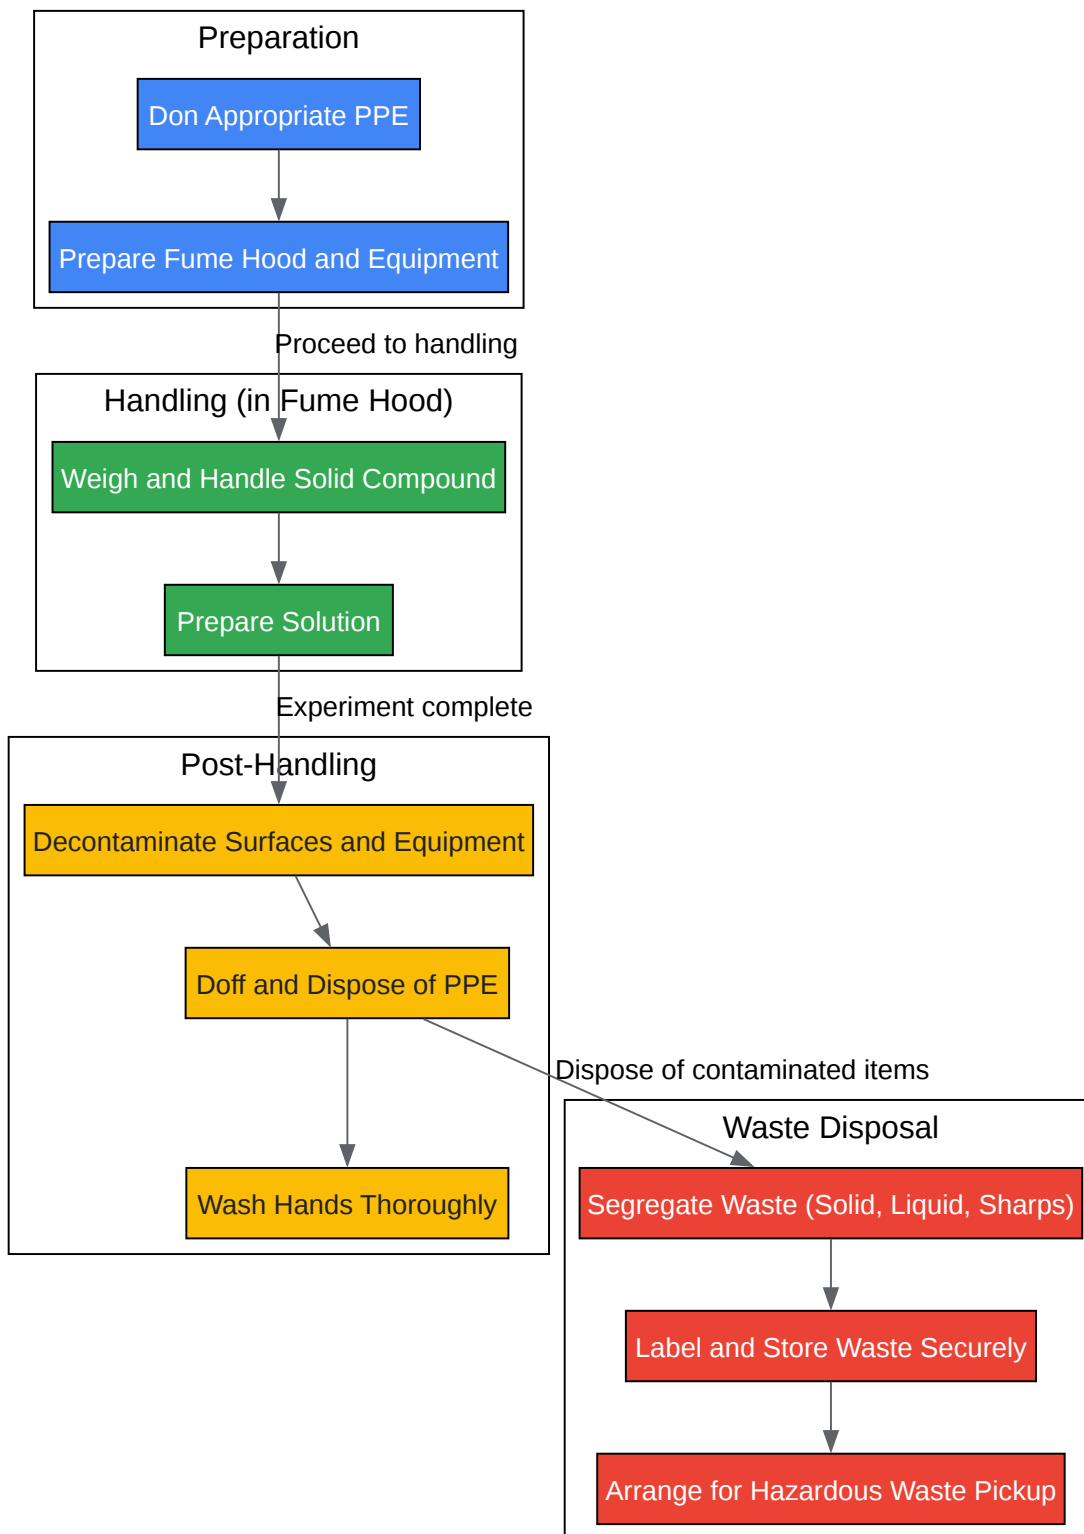 Preparation
Don Appropriate PPE
Prepare Fume Hood and Equipment
Proceed to handling
Handling (in Fume Hood)
Weigh and Handle Solid Compound
Prepare Solution
Experiment complete
Post-Handling
Decontaminate Surfaces and Equipment
Doff and Dispose of PPE
Dispose of contaminated items
Waste Disposal
Wash Hands Thoroughly
Segregate Waste (Solid, Liquid, Sharps)
Label and Store Waste Securely
Arrange for Hazardous Waste Pickup